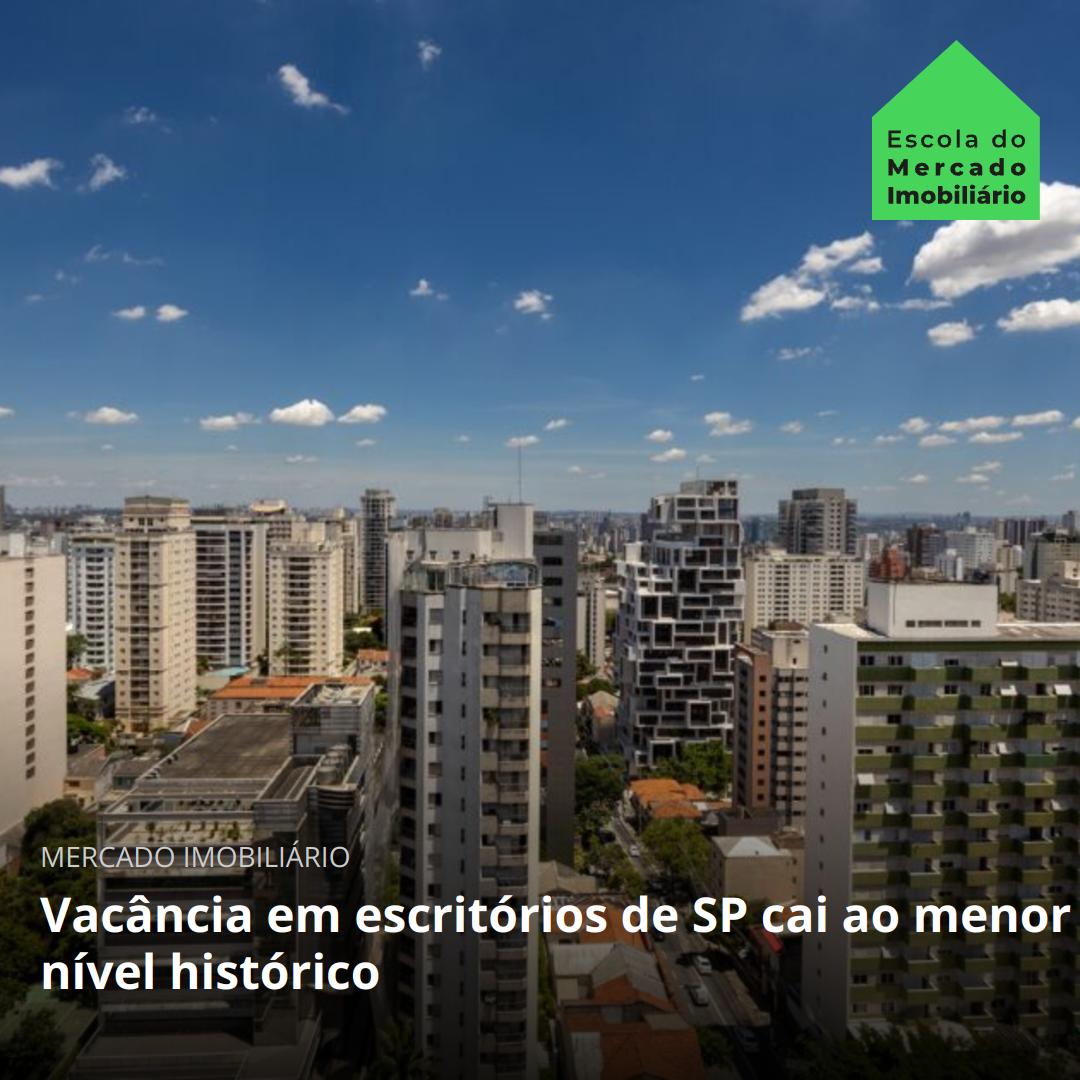 Escola do
Mercado
Imobiliário
MERCADO IMOBILIÁRIO
Vacância em escritórios de SP cai ao menor
nível histórico